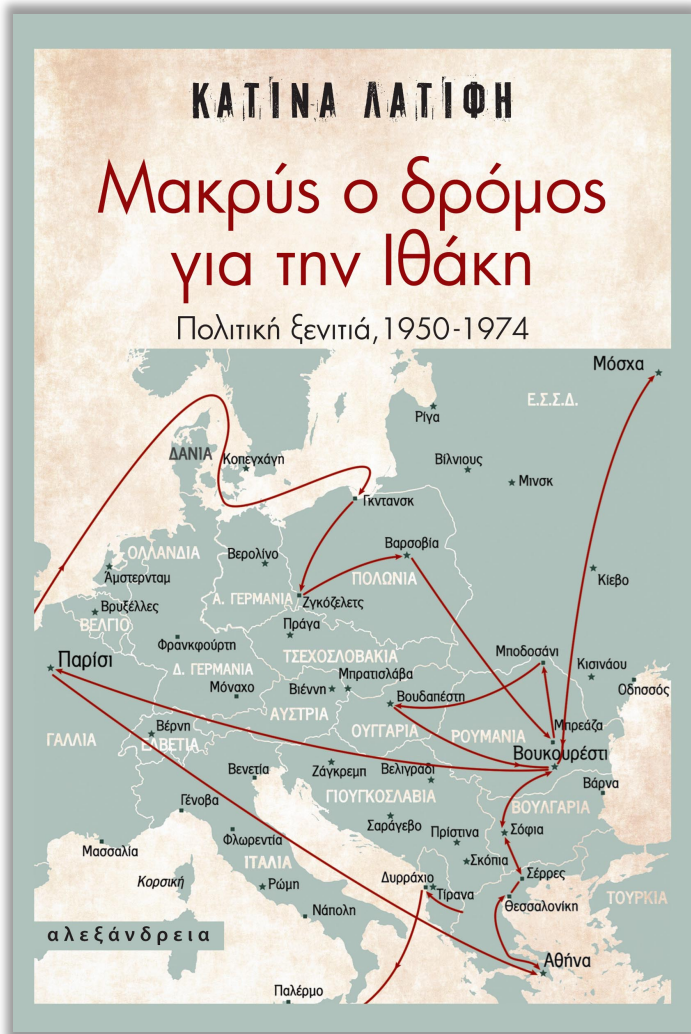 ΚΑΤΙΝΑ ΛΑΤΙΦΗ
Μακρύς ο δρόμος
για την Ιθάκη
Πολιτική ξενιτιά, 1950-1974
Μόσχα
Ε.Σ.Σ.Δ.
Ρίγα
ΔΑΝΙΑ
Κοπεγχάγη
Βίλνιους
Μινσκ
Γκντανσκ
ΟΛΛΑΝΔΙΑ
Βερολίνο
Βαρσοβία
Άμστερνταμ
ΠΟΛΩΝΙΑ
Κίεβο
Α. ΓΕΡΜΑΝΙΑ
Ζγκόζελετς
Βρυξέλλες
ΒΕΛΓΙΟ
Πράγα
Φρανκφούρτη
ΤΣΕΧΟΣΛΟΒΑΚΙΑ
Μποδοσάνι
Παρίσι
Δ. ΓΕΡΜΑΝΙΑ
Μπρατισλάβα
Κισινάου
Μόναχο
Βιέννη
Βουδαπέστη
Οδησσός
ΑΥΣΤΡΙΑ
Μπρεάζα
Βέρνη
ΟΥΓΓΑΡΙΑ
ΡΟΥΜΑΝΙΑ
ΓΑΛΛΙΑ
ΕΛΒΕΤΙΑ
Βουκουρέστι
Βενετία
Ζάγκρεμπ
Βελιγράδι
Βάρνα
ΓΙΟΥΓΚΟΣΛΑΒΙΑ
Γένοβα
ΒΟΥΛΓΑΡΙΑ
Σαράγεβο
Φλωρεντία
Πρίστινα
Σόφια
Μασσαλία
ΙΤΑΛΙΑ
Σκόπια
Κορσική
Ρώμη
Δυρράχιο
Τίρανα
Σέρρες
ΤΟΥΡΚΙΑ
Νάπολη
Θεσσαλονίκη
αλεξάνδρεια
Αθήνα
Παλέρμο